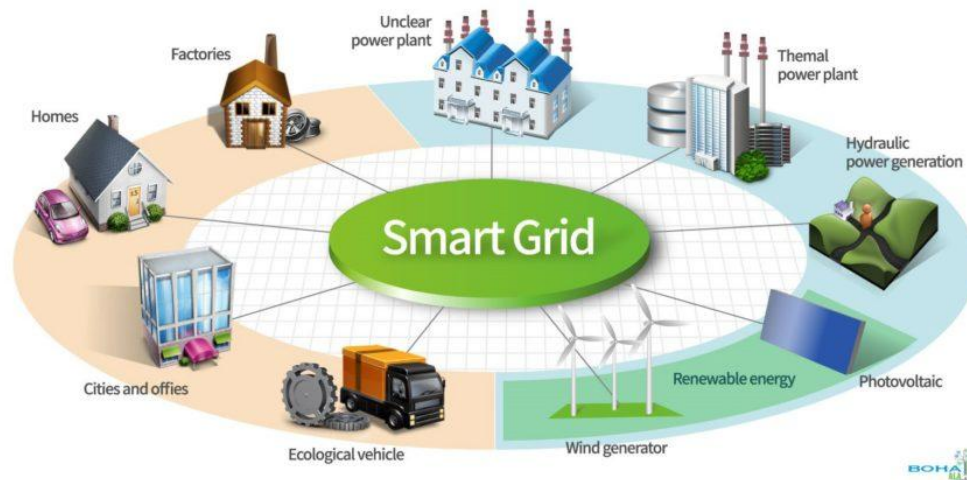 Unclear
power plant
Factories
Themal
power plant
Homes
Hydraulic
power generation
Smart Grid
Cities and offies
Renewable energy
Photovoltaic
Ecological vehicle
Wind generator
BOHA